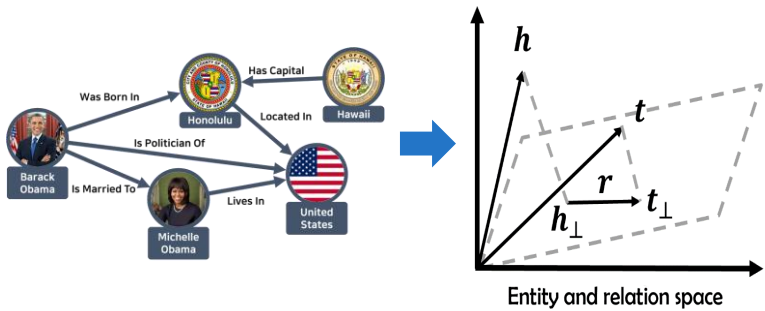 Was Born In
Honolulu
Has Capital
Hawaii
Located In
Barack
Obama
Is Politician Of
Is Married To
Michelle
Obama
Lives In
United
States
h
t
r
h⊥
t⊥
Entity and relation space